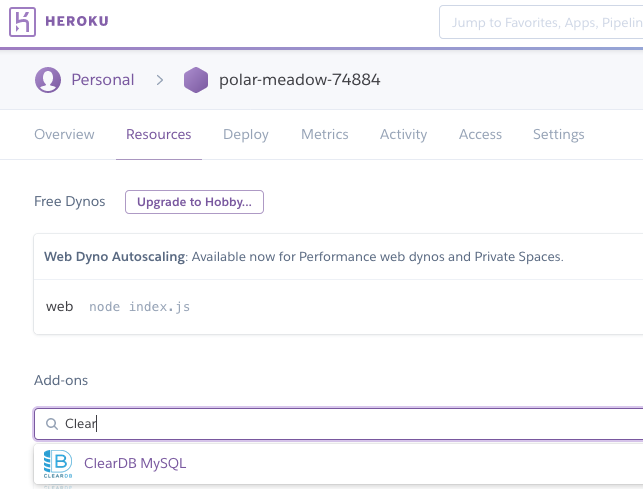 HEROKU
Jump to Favorites, Apps, Pipelin
Personal > polar-meadow-74884
Overview Resources Deploy Metrics Activity Access Settings
Free Dynos Upgrade to Hobby...
Web Dyno Autoscaling: Available now for Performance web dynos and Private Spaces.
web node index.js
Add-ons
Clear
B
CLEARDB
ClearDB MySQL